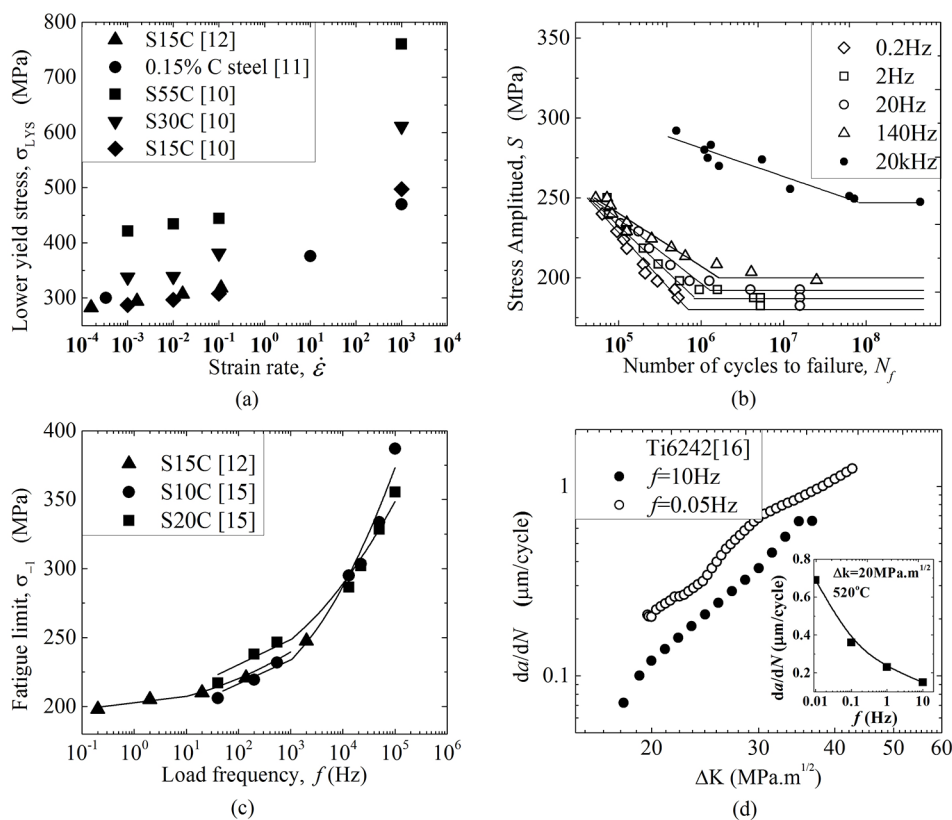 800
700
600
500
400
300
Lower yield stress, σLYS (MPa)
S15C [12]
0.15% C steel [11]
S55C [10]
S30C [10]
S15C [10]
10-4 10-3 10-2 10-1 100 101 102 103 104
Strain rate, ε̇
(a)
350
300
250
200
Stress Amplitued, S (MPa)
0.2Hz
2Hz
20Hz
140Hz
20kHz
105 106 107 108
Number of cycles to failure, Nf
(b)
400
350
300
250
200
Fatigue limit, σ−1 (MPa)
S15C [12]
S10C [15]
S20C [15]
10-1 100 101 102 103 104 105 106
Load frequency, f (Hz)
(c)
1
0.1
da/dN (μm/cycle)
Ti6242[16]
f=10Hz
f=0.05Hz
0.8
0.6
0.4
0.2
da/dN (μm/cycle)
Δk=20MPa.m1/2
520oC
0.01 0.1 1 10
f (Hz)
20 30 40 50 60
ΔK (MPa.m1/2)
(d)